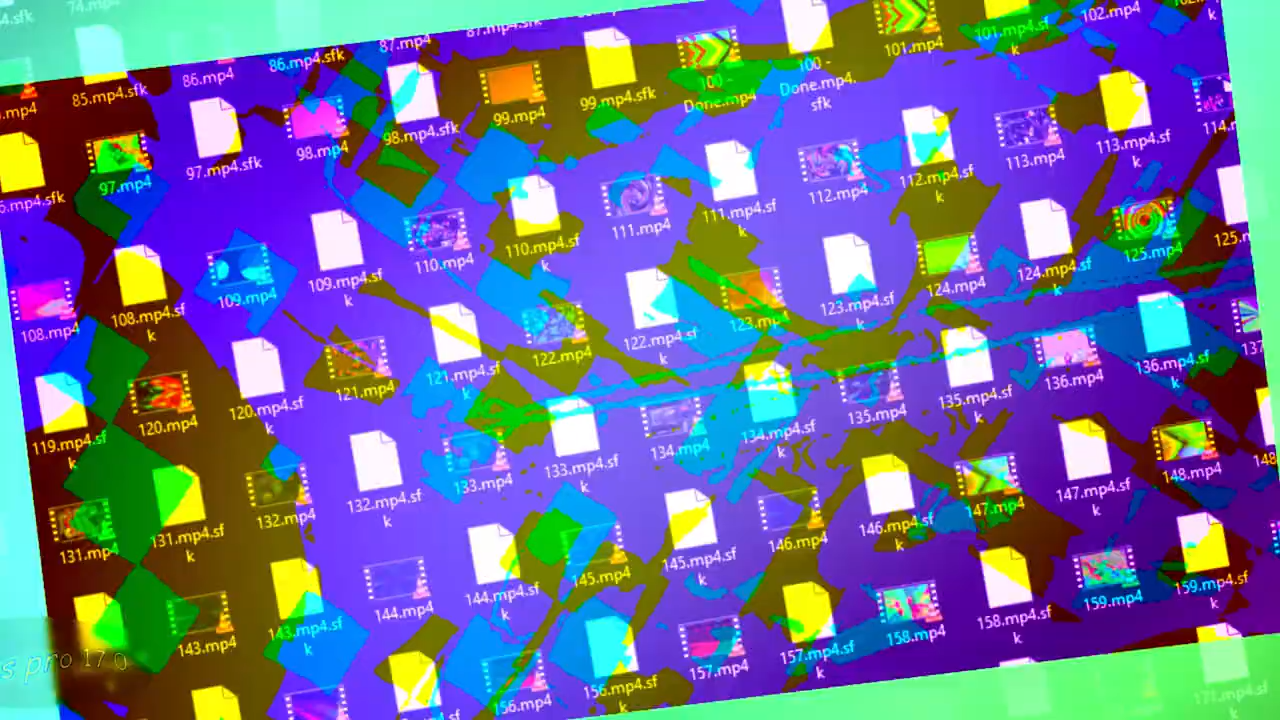 74.mp4
85.mp4.sfk
86.mp4
86.mp4.sfk
87.mp4
99.mp4
99.mp4.sfk
100 -
Done.mp4
100 -
Done.mp4.
sfk
101.mp4
101.mp4.sf
k
102.mp4
97.mp4
97.mp4.sfk
98.mp4
98.mp4.sfk
110.mp4
110.mp4.sf
k
111.mp4
111.mp4.sf
k
112.mp4
112.mp4.sf
k
113.mp4
113.mp4.sf
k
108.mp4
108.mp4.sf
k
109.mp4
109.mp4.sf
k
122.mp4
122.mp4.sf
k
123.mp4
123.mp4.sf
k
124.mp4
124.mp4.sf
k
125.mp4
119.mp4.sf
k
120.mp4
120.mp4.sf
k
121.mp4
121.mp4.sf
k
133.mp4
133.mp4.sf
k
134.mp4
134.mp4.sf
k
135.mp4
135.mp4.sf
k
136.mp4
136.mp4.sf
k
131.mp4
131.mp4.sf
k
132.mp4
132.mp4.sf
k
144.mp4
144.mp4.sf
k
145.mp4
145.mp4.sf
k
146.mp4
146.mp4.sf
k
147.mp4
147.mp4.sf
k
148.mp4
143.mp4
143.mp4.sf
k
156.mp4
156.mp4.sf
k
157.mp4
157.mp4.sf
k
158.mp4
158.mp4.sf
k
159.mp4
159.mp4.sf
k
171.mp4.sf
k
s pro 17.0